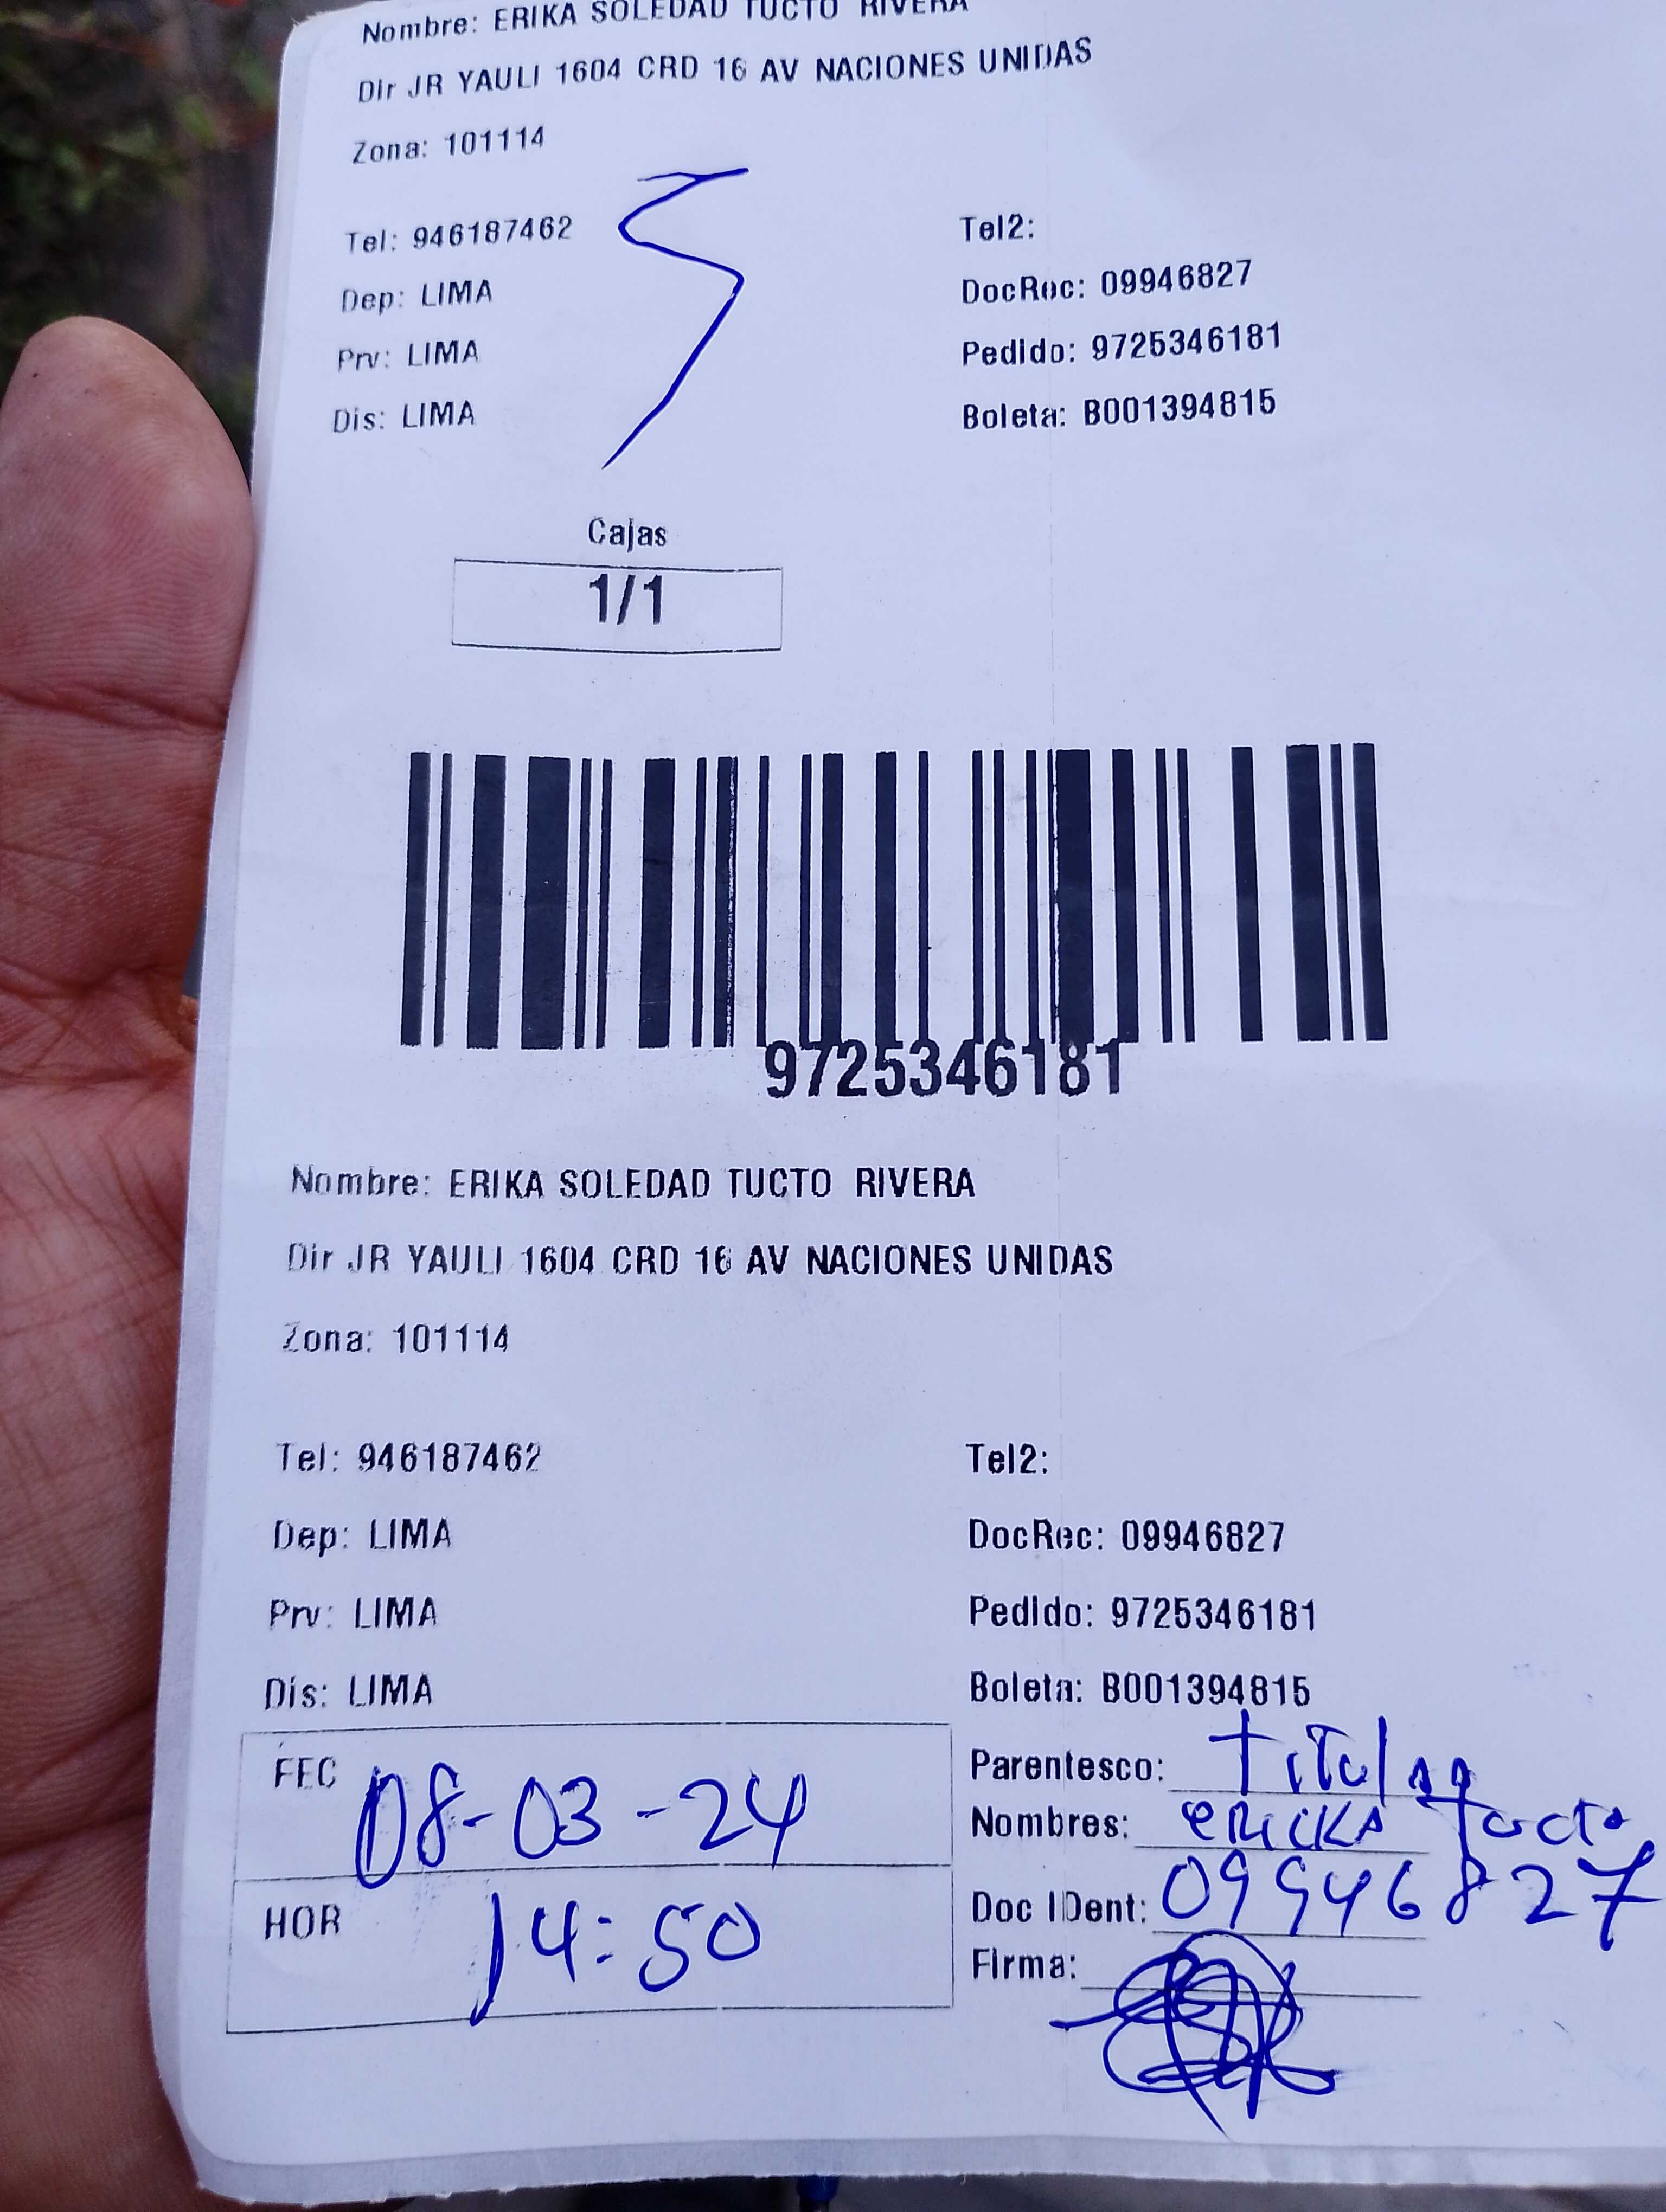 Nombre: ERIKA SOLEDAD TUCTO RIVERA
Dir JR YAULI 1604 CRD 16 AV NACIONES UNIDAS
Zona: 101114
Tel: 946187462 Tel2:
Dep: LIMA DocRec: 09946827
Prv: LIMA Pedido: 9725346181
Dis: LIMA Boleta: B001394815
Cajas
1/1
9725346181
Nombre: ERIKA SOLEDAD TUCTO RIVERA
Dir JR YAULI 1604 CRD 16 AV NACIONES UNIDAS
Zona: 101114
Tel: 946187462 Tel2:
Dep: LIMA DocRec: 09946827
Prv: LIMA Pedido: 9725346181
Dis: LIMA Boleta: B001394815
FEC 08-03-24
HOR 14:50
Parentesco: titular
Nombres: ERICKA Tucto
Doc IDent: 09946827
Firma: